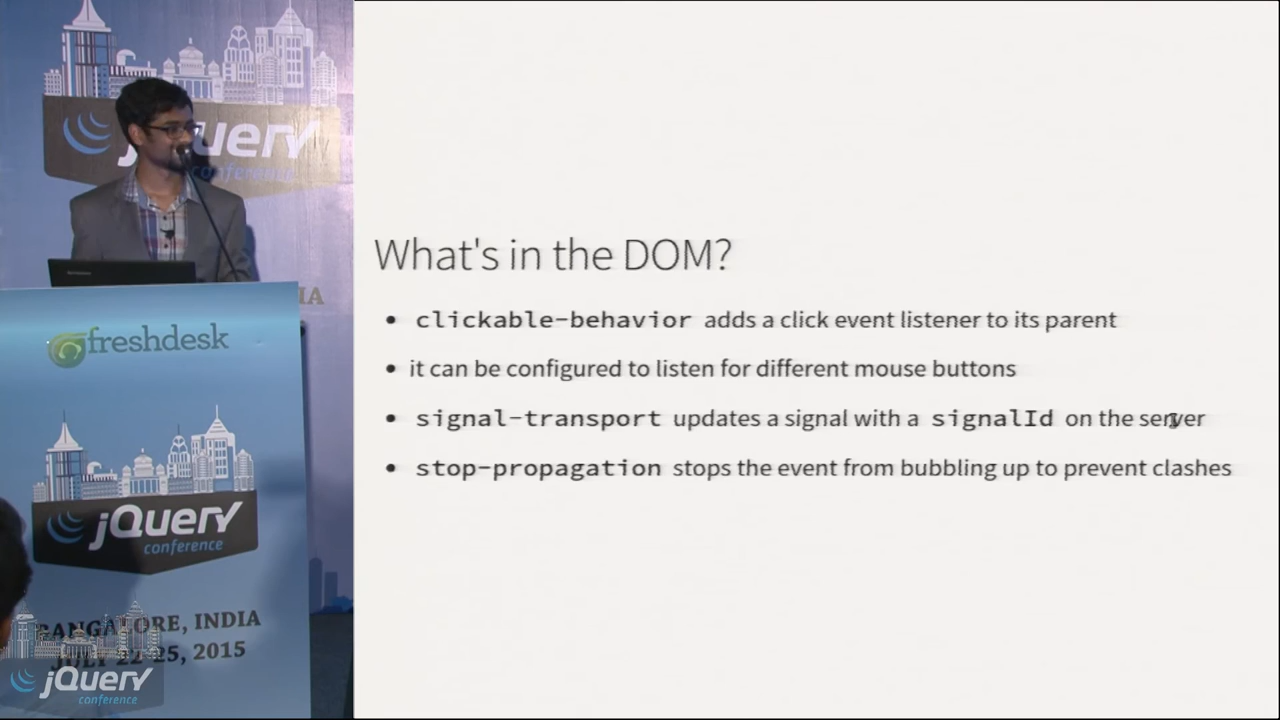 jQuery
conference
IA
freshdesk
jQuery
conference
BANGALORE, INDIA
JULY 22-25, 2015
jQuery
conference
What's in the DOM?
• clickable-behavior adds a click event listener to its parent
• it can be configured to listen for different mouse buttons
• signal-transport updates a signal with a signalId on the server
• stop-propagation stops the event from bubbling up to prevent clashes